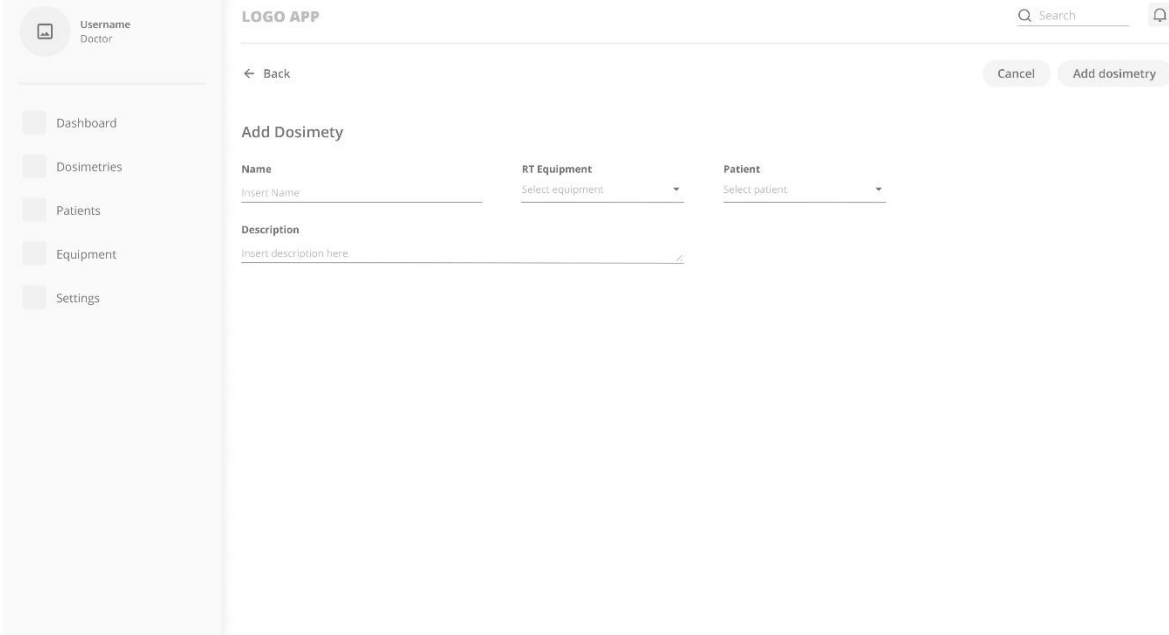 Username
Doctor
LOGO APP
Search
Back
Cancel
Add dosimetry
Dashboard
Dosimetries
Patients
Equipment
Settings
Add Dosimety
Name
RT Equipment
Patient
Insert Name
Select equipment
Select patient
Description
Insert description here